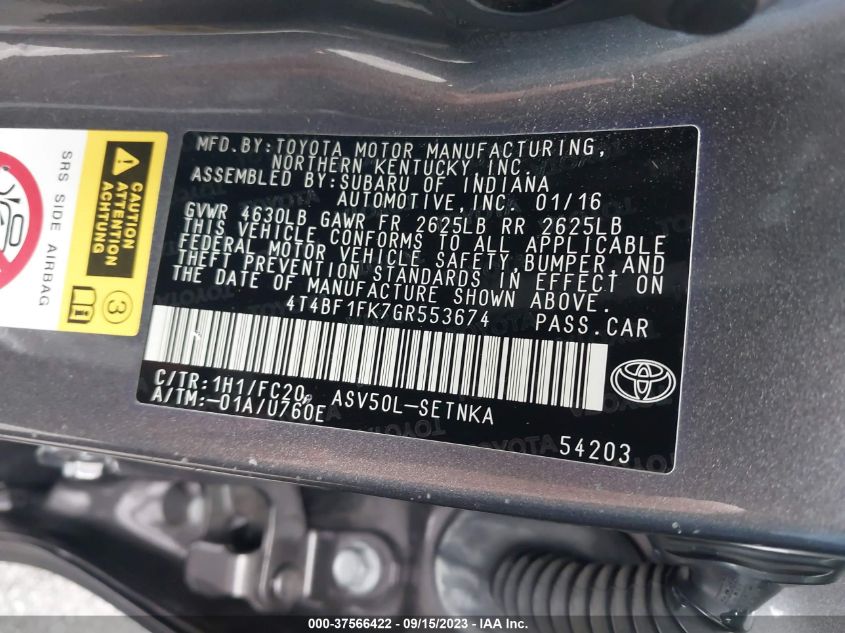 MFD.BY:TOYOTA MOTOR MANUFACTURING,
NORTHERN KENTUCKY,INC.
ASSEMBLED BY:SUBARU OF INDIANA
AUTOMOTIVE,INC. 01/16
GVWR 4630LB GAWR FR 2625LB RR 2625LB
THIS VEHICLE CONFORMS TO ALL APPLICABLE
FEDERAL MOTOR VEHICLE SAFETY,BUMPER,AND
THEFT PREVENTION STANDARDS IN EFFECT ON
THE DATE OF MANUFACTURE SHOWN ABOVE.
4T4BF1FK7GR553674 PASS.CAR
C/TR:1H1/FC20, ASV50L-SETNKA
A/TM:-01A/U760E
54203
TOYOTA
CAUTION
ATTENTION
ACHTUNG
SRS SIDE AIRBAG
3
000-37566422 - 09/15/2023 - IAA Inc.